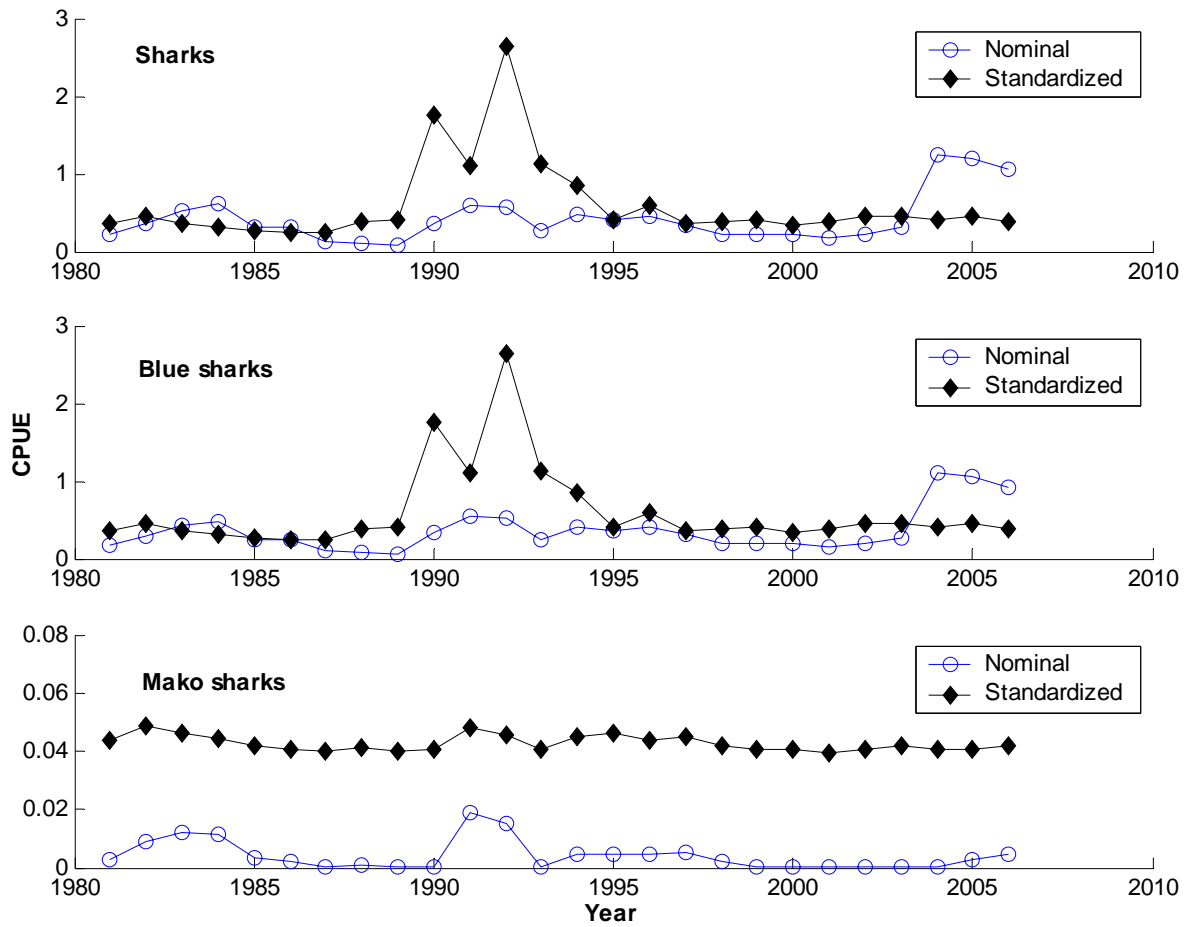 3
Sharks
Nominal
Standardized
2
1
0
1980 1985 1990 1995 2000 2005 2010
3
Blue sharks
Nominal
Standardized
2
1
0
1980 1985 1990 1995 2000 2005 2010
CPUE
0.08
Mako sharks
Nominal
Standardized
0.06
0.04
0.02
0
1980 1985 1990 1995 2000 2005 2010
Year